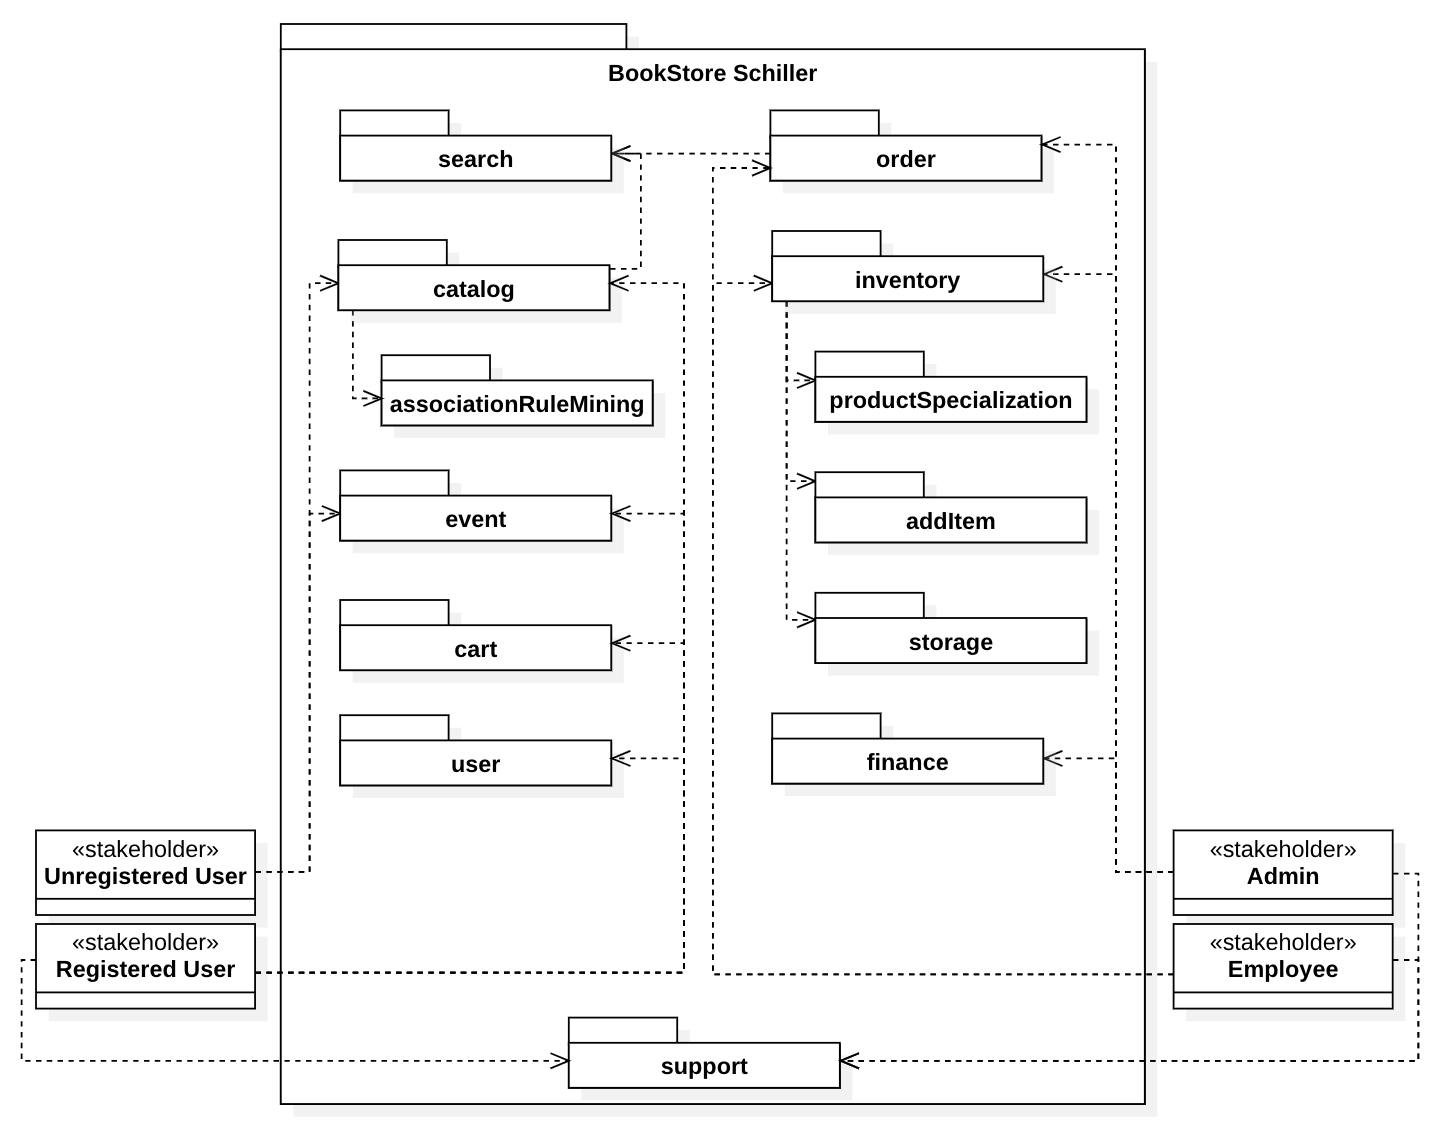 BookStore Schiller
search
order
catalog
inventory
associationRuleMining
productSpecialization
event
addItem
cart
storage
user
finance
«stakeholder»
Unregistered User
«stakeholder»
Admin
«stakeholder»
Registered User
«stakeholder»
Employee
support